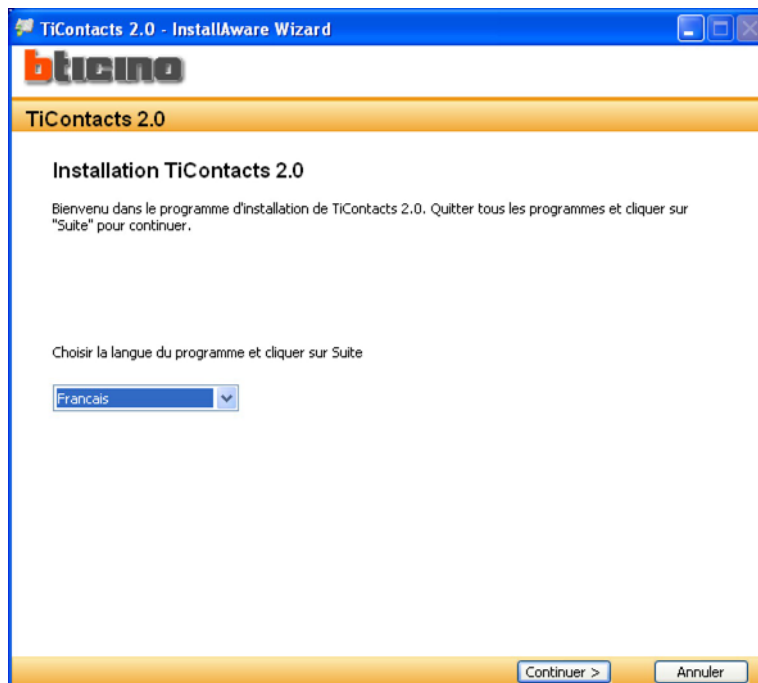 TiContacts 2.0 - InstallAware Wizard
bticino
TiContacts 2.0
Installation TiContacts 2.0
Bienvenu dans le programme d'installation de TiContacts 2.0. Quitter tous les programmes et cliquer sur
"Suite" pour continuer.
Choisir la langue du programme et cliquer sur Suite
Francais
Continuer >
Annuler